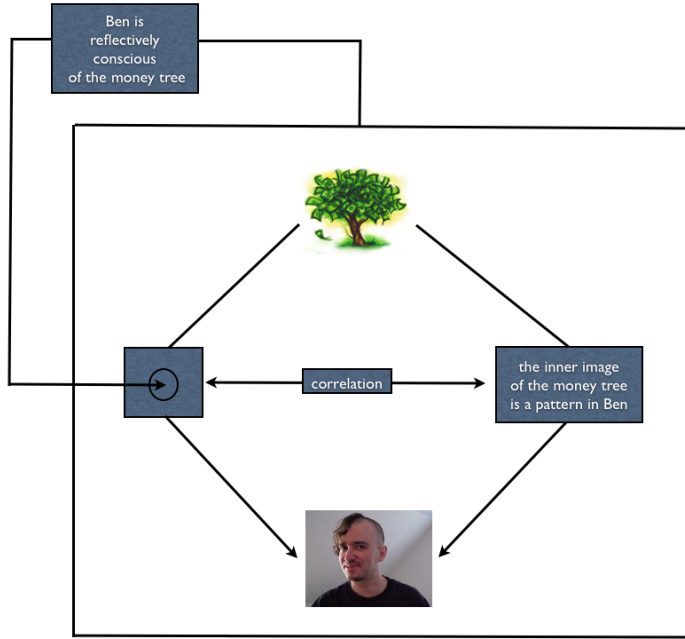 Ben is
reflectively
conscious
of the money tree
correlation
the inner image
of the money tree
is a pattern in Ben